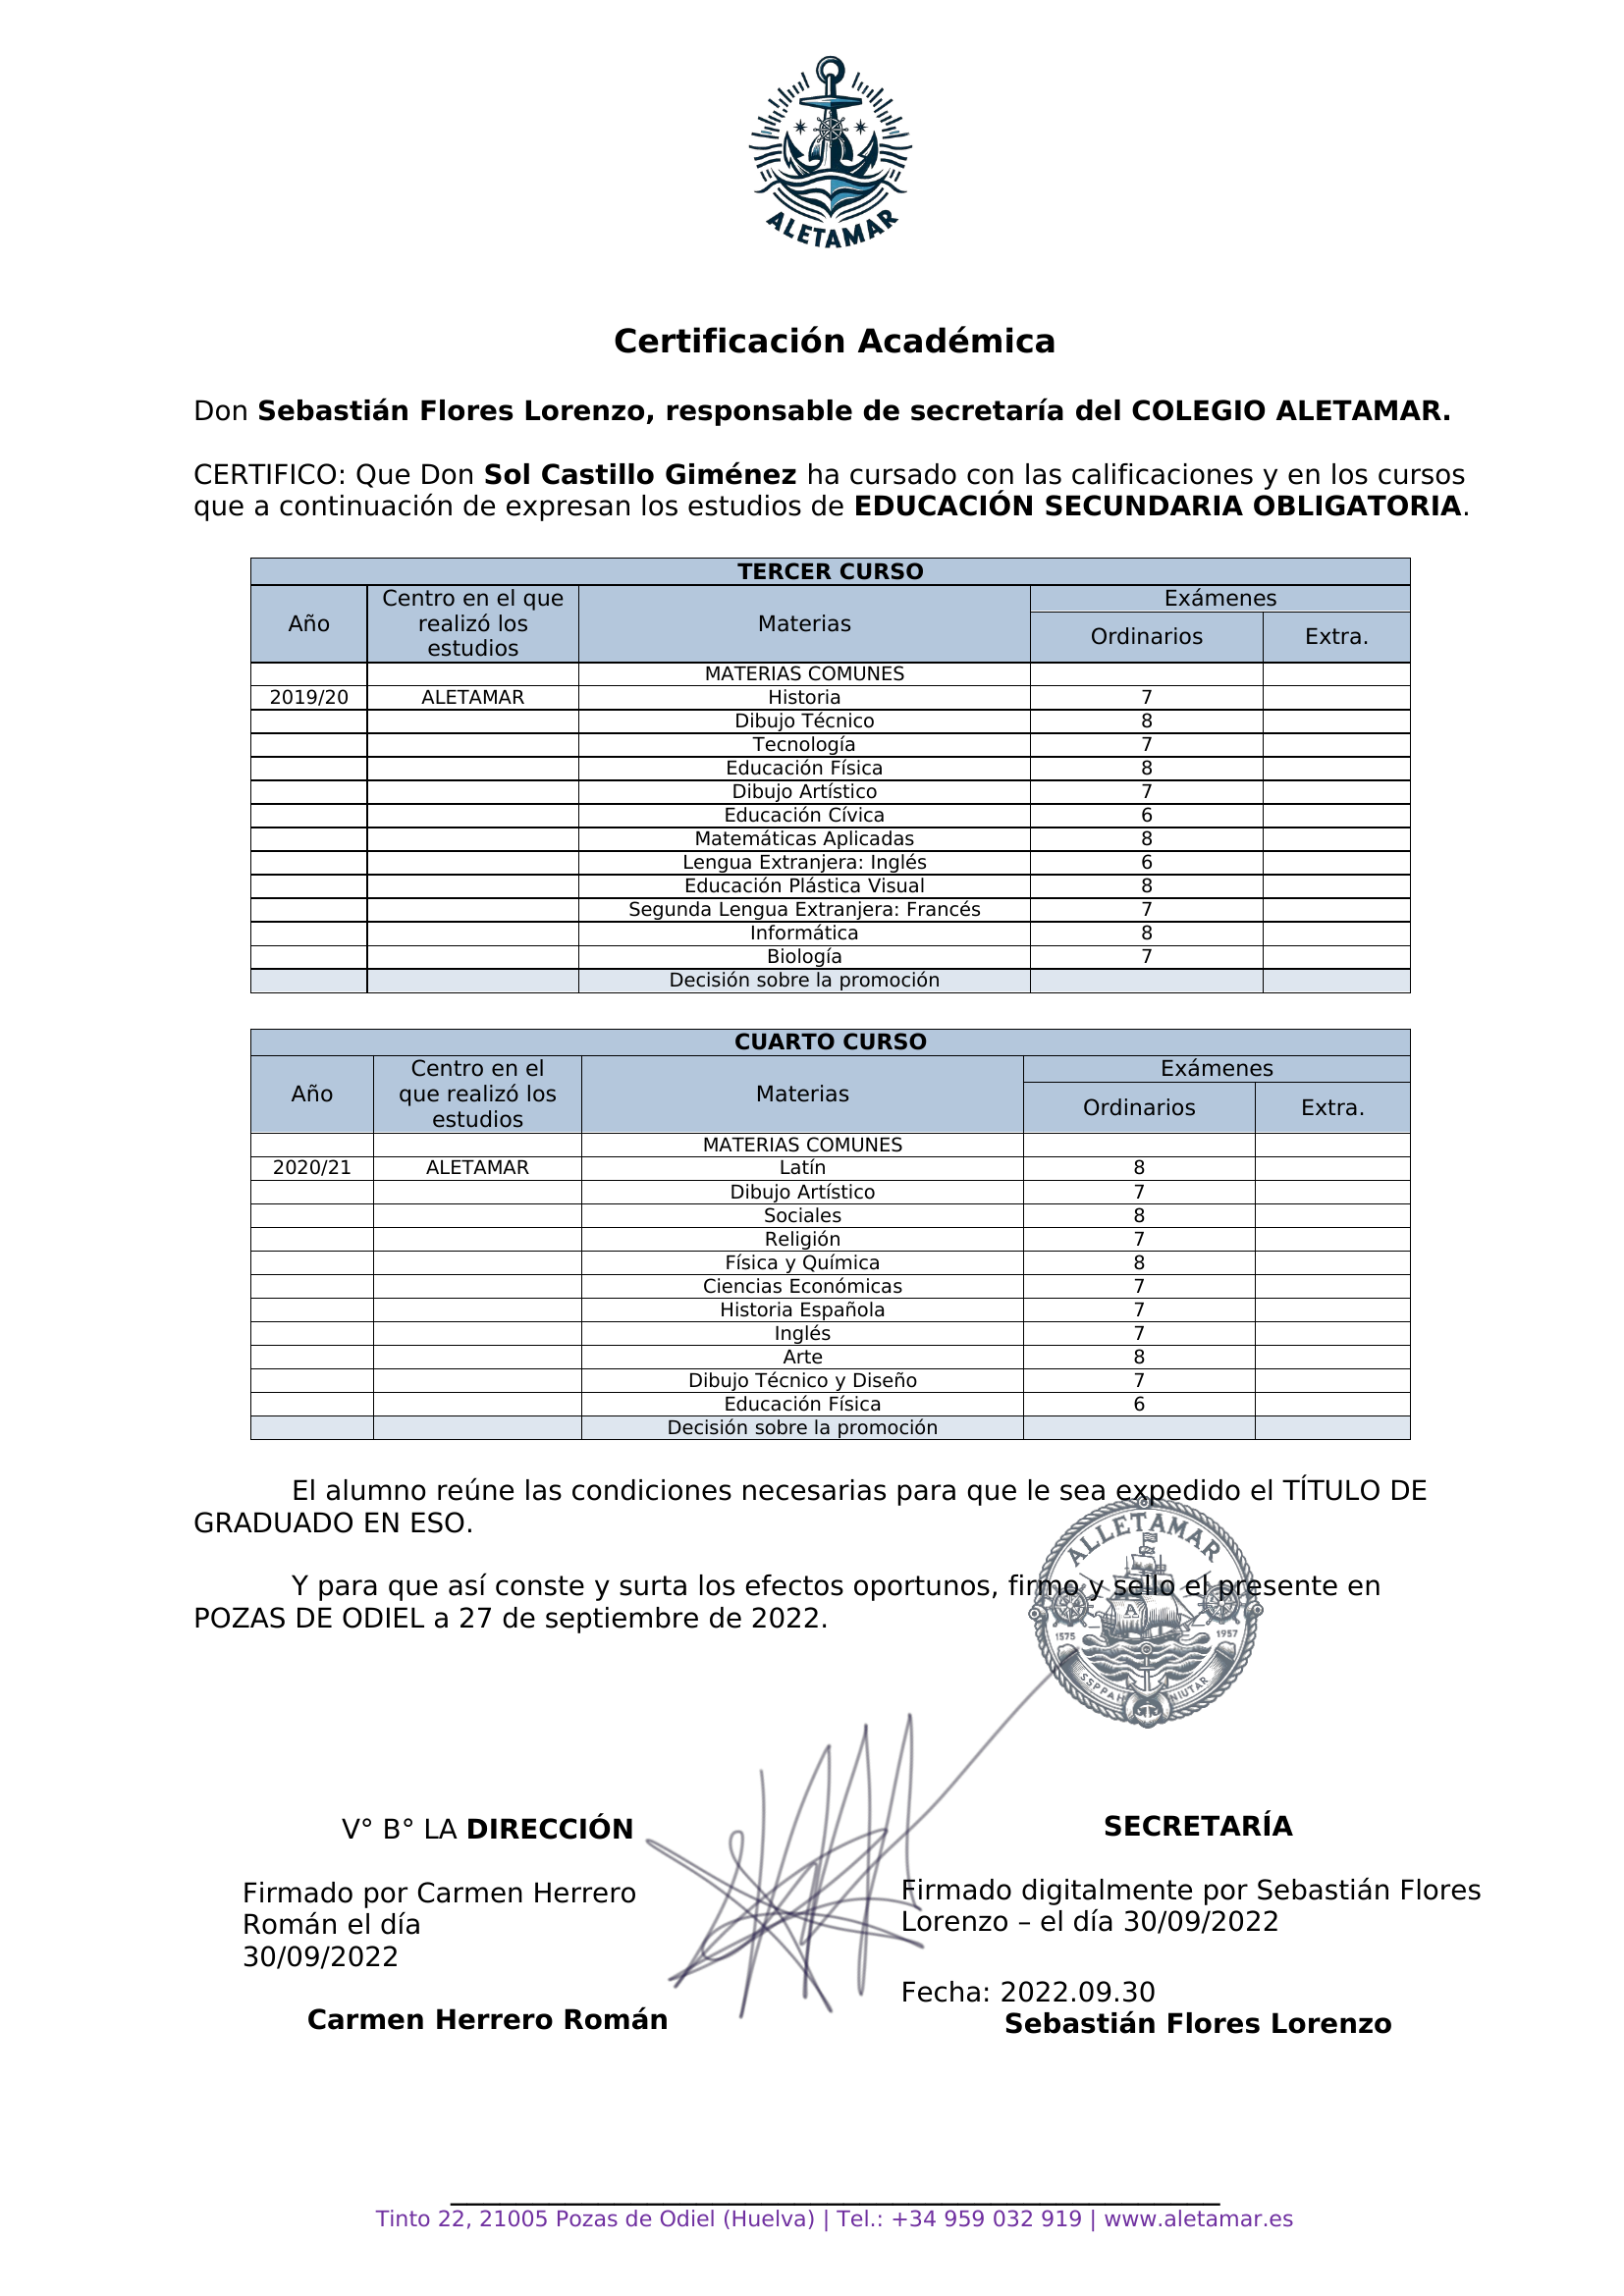 ALETAMAR
Certificación Académica
Don Sebastián Flores Lorenzo, responsable de secretaría del COLEGIO ALETAMAR.
CERTIFICO: Que Don Sol Castillo Giménez ha cursado con las calificaciones y en los cursos
que a continuación de expresan los estudios de EDUCACIÓN SECUNDARIA OBLIGATORIA.
TERCER CURSO
Año
Centro en el que
realizó los
estudios
Materias
Exámenes
Ordinarios
Extra.
MATERIAS COMUNES
2019/20 ALETAMAR Historia 7
Dibujo Técnico 8
Tecnología 7
Educación Física 8
Dibujo Artístico 7
Educación Cívica 6
Matemáticas Aplicadas 8
Lengua Extranjera: Inglés 6
Educación Plástica Visual 8
Segunda Lengua Extranjera: Francés 7
Informática 8
Biología 7
Decisión sobre la promoción
CUARTO CURSO
Año
Centro en el
que realizó los
estudios
Materias
Exámenes
Ordinarios
Extra.
MATERIAS COMUNES
2020/21 ALETAMAR Latín 8
Dibujo Artístico 7
Sociales 8
Religión 7
Física y Química 8
Ciencias Económicas 7
Historia Española 7
Inglés 7
Arte 8
Dibujo Técnico y Diseño 7
Educación Física 6
Decisión sobre la promoción
El alumno reúne las condiciones necesarias para que le sea expedido el TÍTULO DE
GRADUADO EN ESO.
Y para que así conste y surta los efectos oportunos, firmo y sello el presente en
POZAS DE ODIEL a 27 de septiembre de 2022.
ALLETAMAR
A
1575 1957
SSPPAH NIUTAR
V° B° LA DIRECCIÓN
Firmado por Carmen Herrero
Román el día
30/09/2022
Carmen Herrero Román
SECRETARÍA
Firmado digitalmente por Sebastián Flores
Lorenzo – el día 30/09/2022
Fecha: 2022.09.30
Sebastián Flores Lorenzo
Tinto 22, 21005 Pozas de Odiel (Huelva) | Tel.: +34 959 032 919 | www.aletamar.es